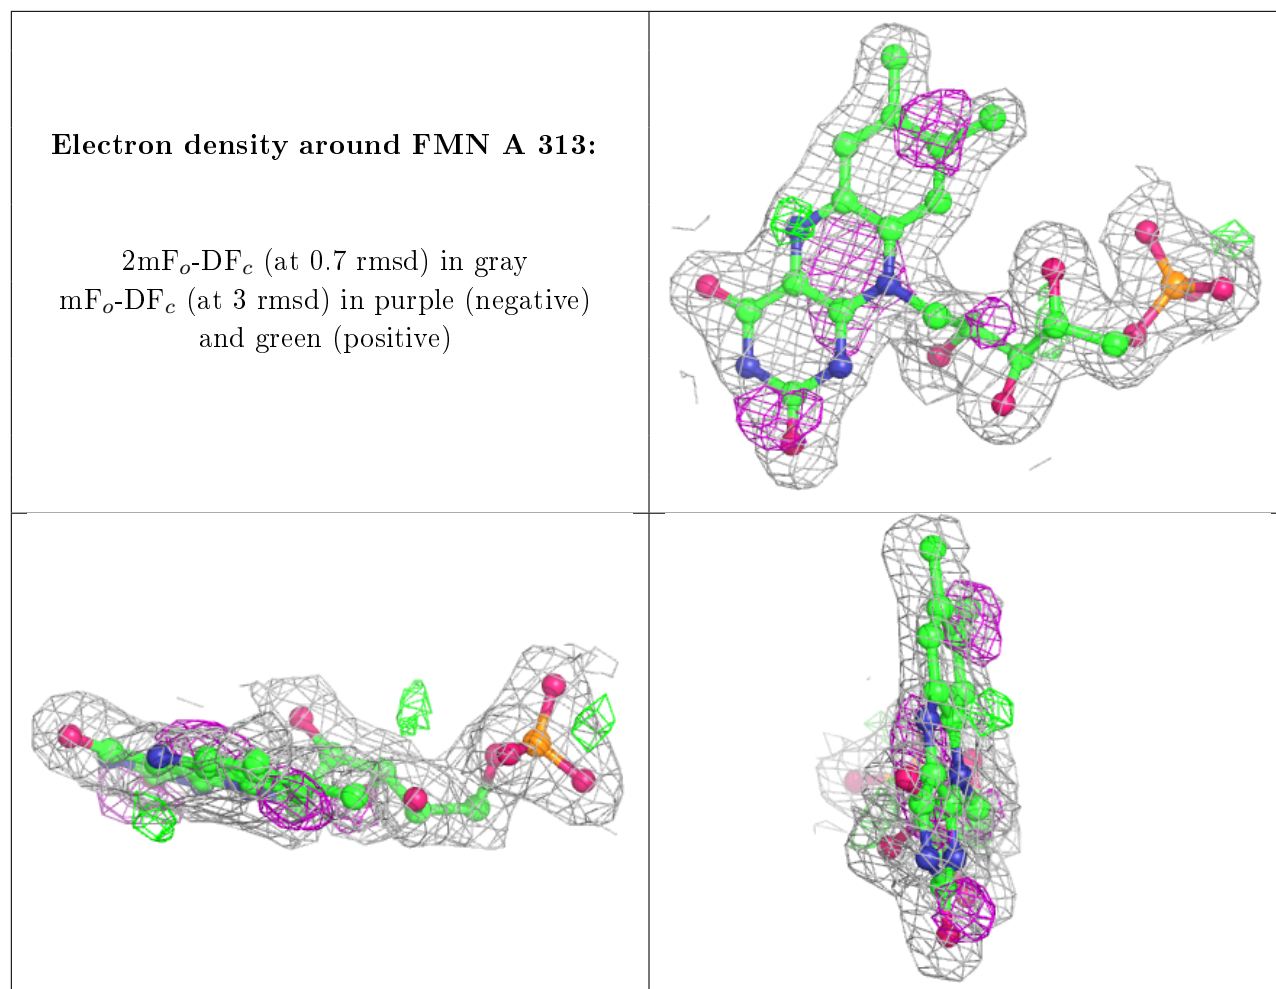 Electron density around FMN A 313:
2mFo-DFc (at 0.7 rmsd) in gray
mFo-DFc (at 3 rmsd) in purple (negative)
and green (positive)